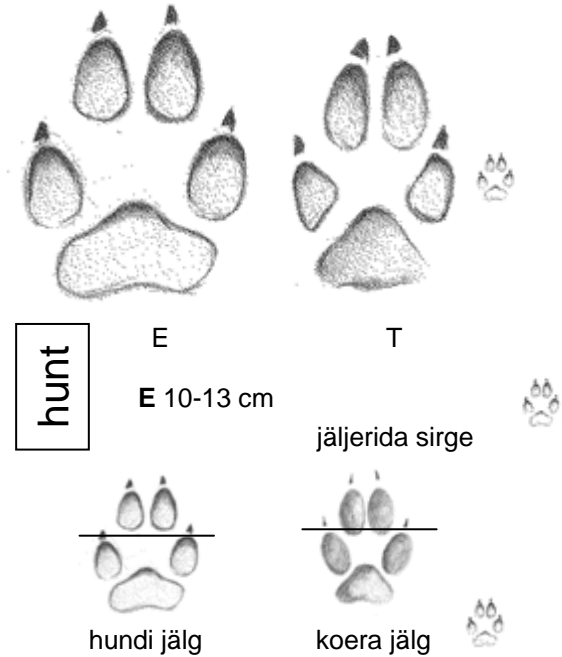 E T
hunt
E 10-13 cm
jäljerida sirge
hundi jälg koera jälg